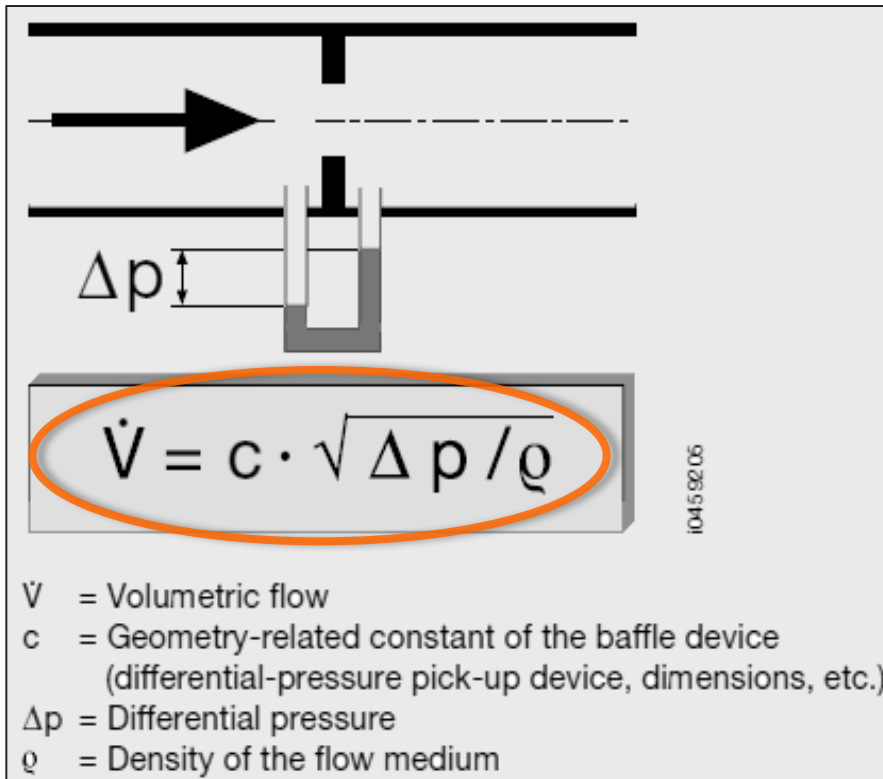 Δp
V̇ = c · √Δ p / ϱ
i0459206
V̇ = Volumetric flow
c = Geometry-related constant of the baffle device
(differential-pressure pick-up device, dimensions, etc.)
Δp = Differential pressure
ϱ = Density of the flow medium